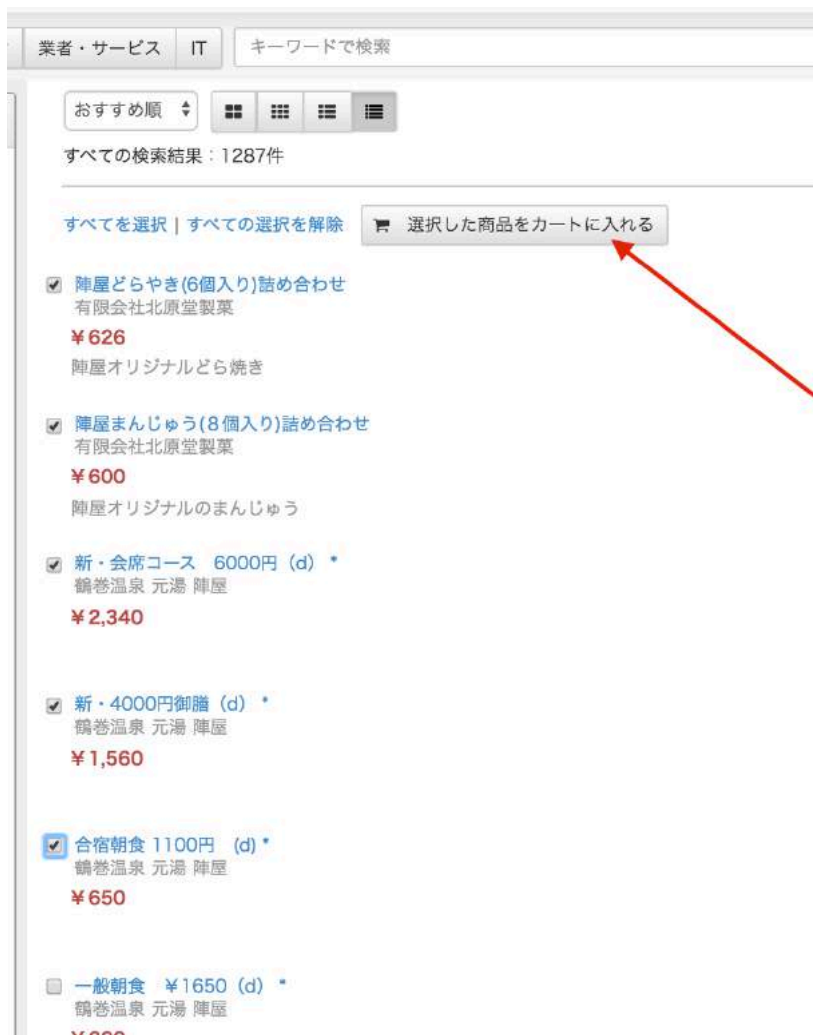 業者・サービス IT キーワードで検索
おすすめ順
すべての検索結果：1287件
すべてを選択 | すべての選択を解除 選択した商品をカートに入れる
陣屋どらやき(6個入り)詰め合わせ
有限会社北原堂製菓
¥626
陣屋オリジナルどら焼き
陣屋まんじゅう(8個入り)詰め合わせ
有限会社北原堂製菓
¥600
陣屋オリジナルのまんじゅう
新・会席コース 6000円（d） *
鶴巻温泉 元湯 陣屋
¥2,340
新・4000円御膳（d） *
鶴巻温泉 元湯 陣屋
¥1,560
合宿朝食 1100円 (d) *
鶴巻温泉 元湯 陣屋
¥650
一般朝食 ¥1650（d） *
鶴巻温泉 元湯 陣屋